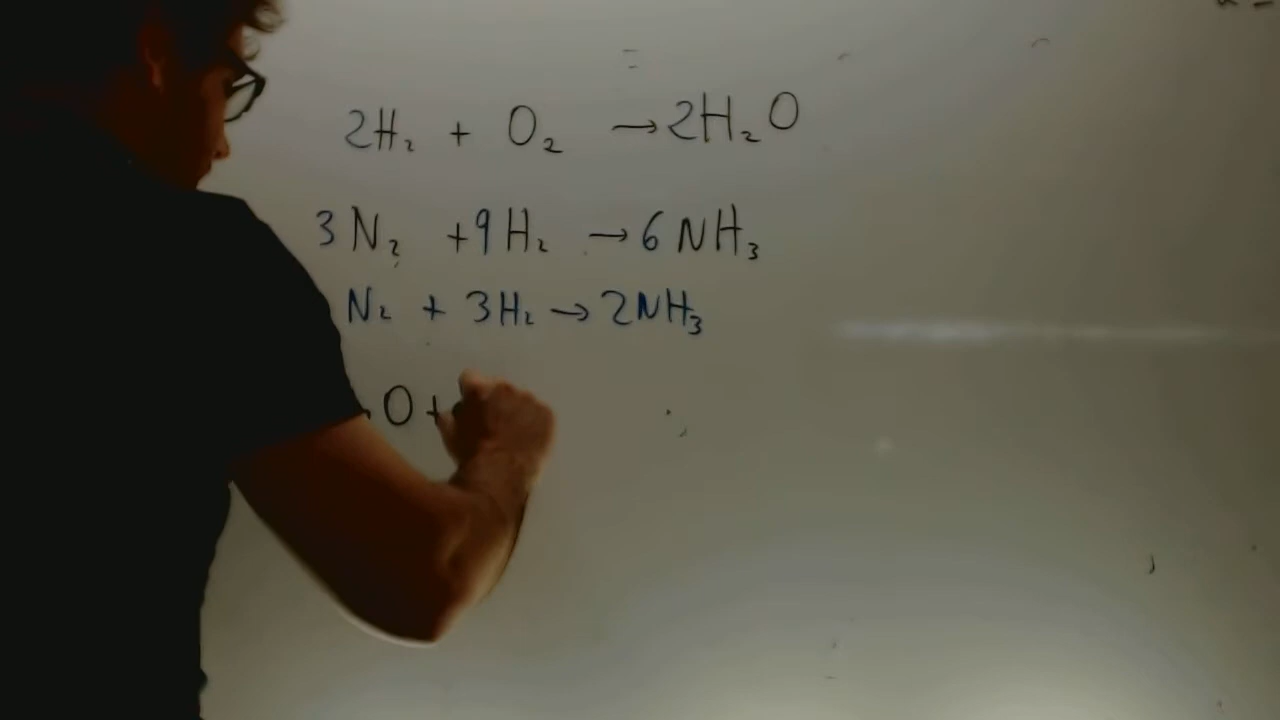 2H₂ + O₂ → 2H₂O
3N₂ + 9H₂ → 6NH₃
N₂ + 3H₂ → 2NH₃
O +